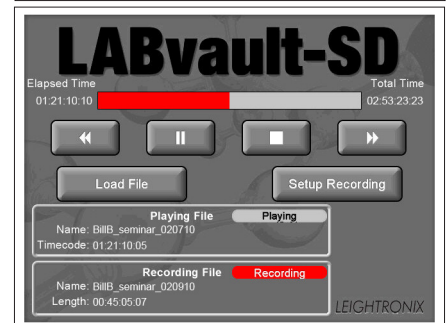 LABvault-SD
Elapsed Time Total Time
01:21:10:10 02:53:23:23
Load File Setup Recording
Playing File Playing
Name: BillB_seminar_020710
Timecode: 01:21:10:05
Recording File Recording
Name: BillB_seminar_020910
Length: 00:45:05:07
LEIGHTRONIX